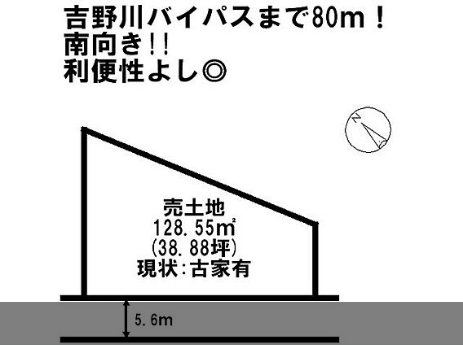 吉野川バイパスまで80m！
南向き!!
利便性よし◎
N
売土地
128.55㎡
(38.88坪)
現状:古家有
5.6m